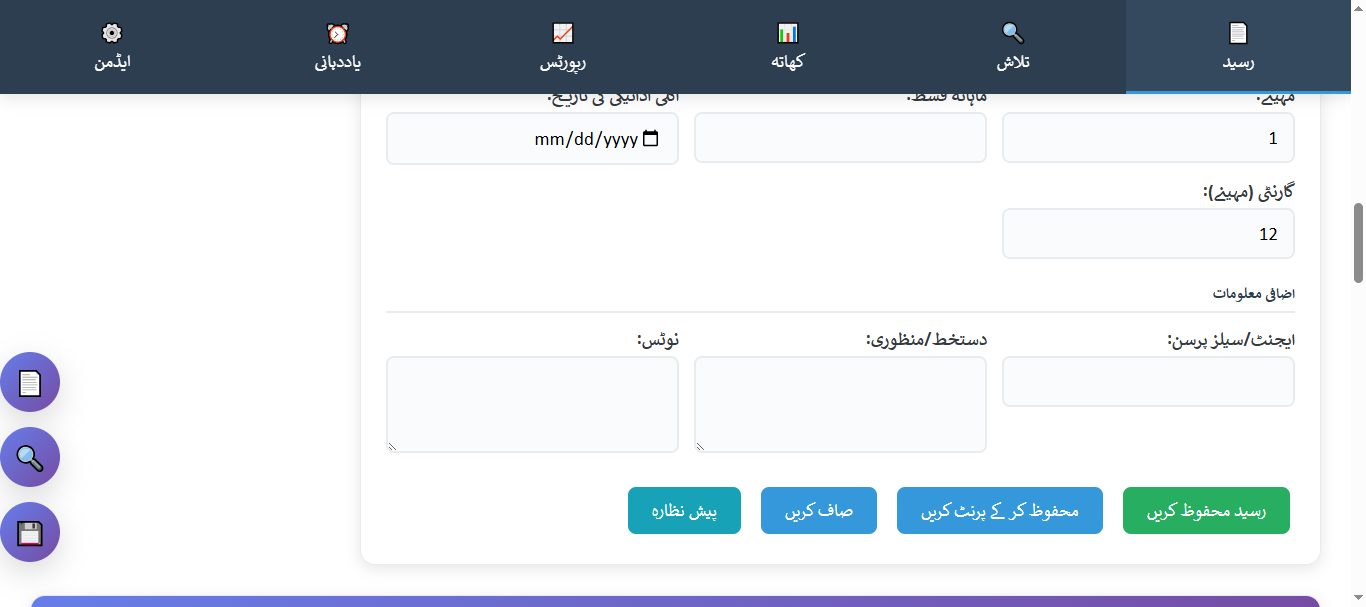 رسید
تلاش
کھاتہ
رپورٹس
یاددہانی
ایڈمن
مہینے:
ماہانہ قسط:
اگلی ادائیگی کی تاریخ:
1
mm/dd/yyyy
گارنٹی (مہینے):
12
اضافی معلومات
ایجنٹ/سیلز پرسن:
دستخط/منظوری:
نوٹس:
رسید محفوظ کریں
محفوظ کر کے پرنٹ کریں
صاف کریں
پیش نظارہ